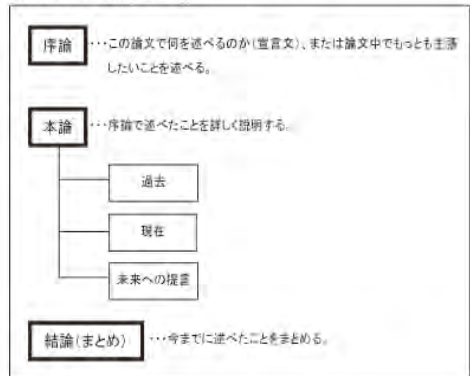 序論 ・・・この論文で何を述べるのか(宣言文)、または論文中でもっとも主張
したいことを述べる。
本論 ・・・序論で述べたことを詳しく説明する。
過去
現在
未来への提言
結論(まとめ) ・・・今までに述べたことをまとめる。